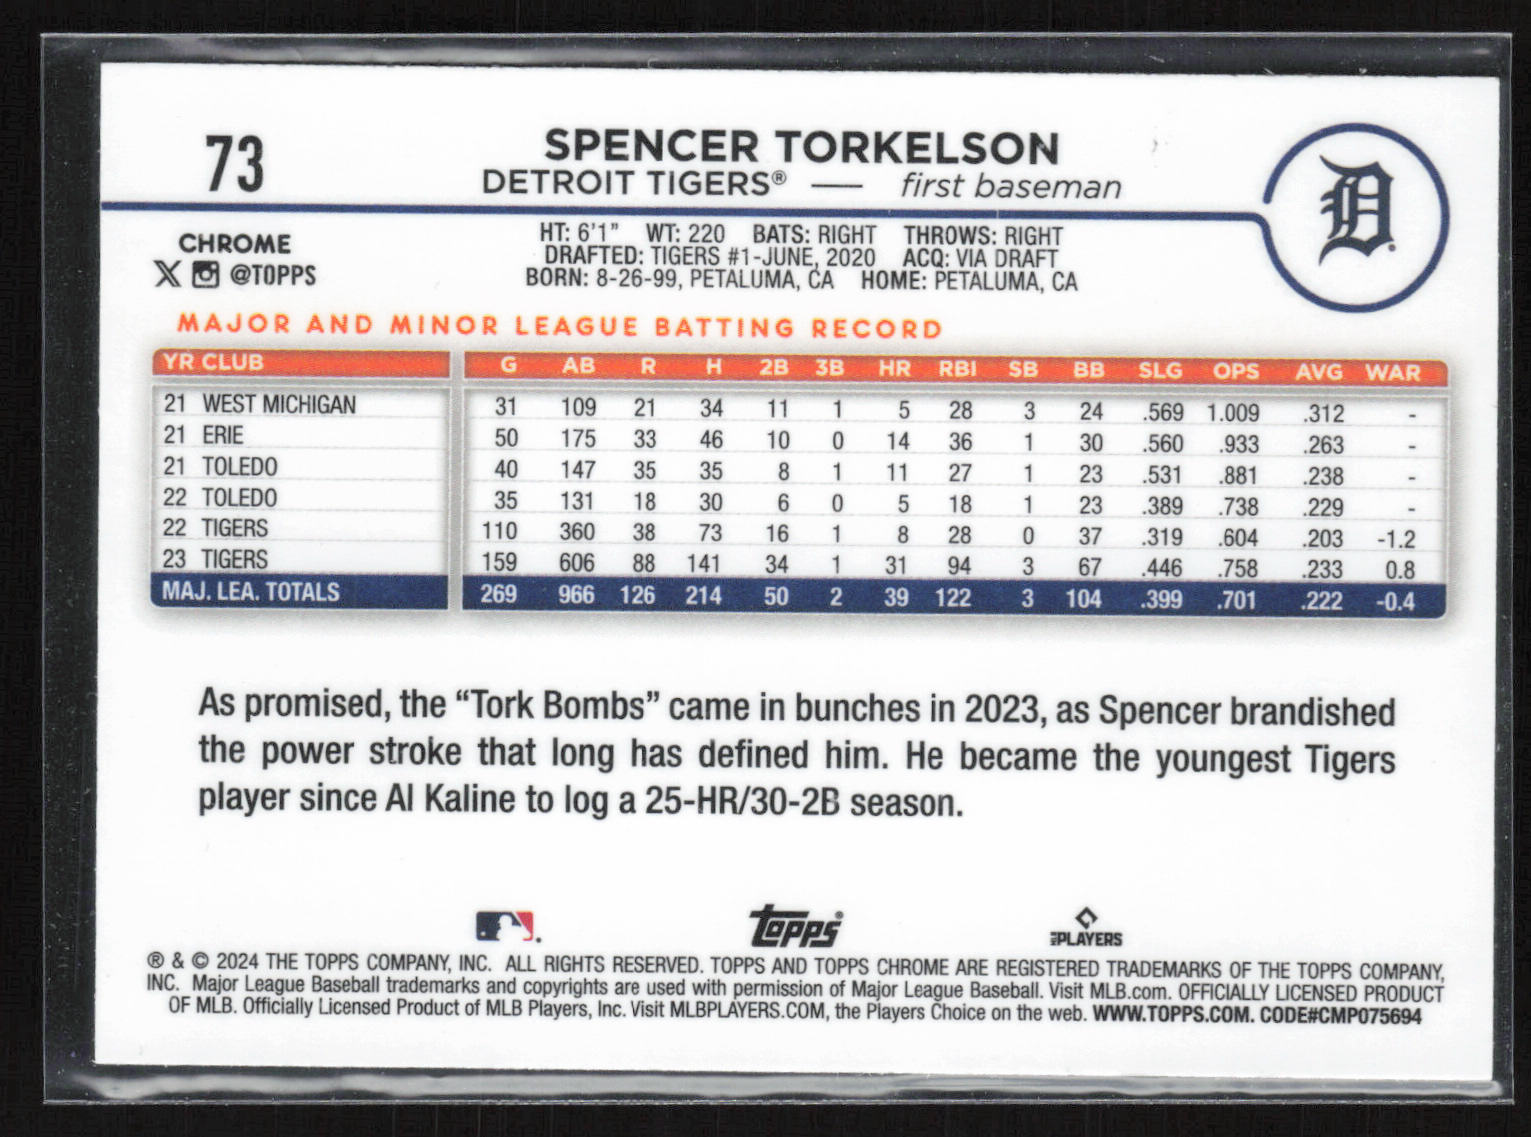 73
SPENCER TORKELSON
DETROIT TIGERS® — first baseman
D
CHROME
X @TOPPS
HT: 6'1" WT: 220 BATS: RIGHT THROWS: RIGHT
DRAFTED: TIGERS #1-JUNE, 2020 ACQ: VIA DRAFT
BORN: 8-26-99, PETALUMA, CA HOME: PETALUMA, CA
MAJOR AND MINOR LEAGUE BATTING RECORD
YR CLUB G AB R H 2B 3B HR RBI SB BB SLG OPS AVG WAR
21 WEST MICHIGAN 31 109 21 34 11 1 5 28 3 24 .569 1.009 .312 -
21 ERIE 50 175 33 46 10 0 14 36 1 30 .560 .933 .263 -
21 TOLEDO 40 147 35 35 8 1 11 27 1 23 .531 .881 .238 -
22 TOLEDO 35 131 18 30 6 0 5 18 1 23 .389 .738 .229 -
22 TIGERS 110 360 38 73 16 1 8 28 0 37 .319 .604 .203 -1.2
23 TIGERS 159 606 88 141 34 1 31 94 3 67 .446 .758 .233 0.8
MAJ. LEA. TOTALS 269 966 126 214 50 2 39 122 3 104 .399 .701 .222 -0.4
As promised, the “Tork Bombs” came in bunches in 2023, as Spencer brandished
the power stroke that long has defined him. He became the youngest Tigers
player since Al Kaline to log a 25-HR/30-2B season.
Topps®
MLB PLAYERS
® & © 2024 THE TOPPS COMPANY, INC. ALL RIGHTS RESERVED. TOPPS AND TOPPS CHROME ARE REGISTERED TRADEMARKS OF THE TOPPS COMPANY,
INC. Major League Baseball trademarks and copyrights are used with permission of Major League Baseball. Visit MLB.com. OFFICIALLY LICENSED PRODUCT
OF MLB. Officially Licensed Product of MLB Players, Inc. Visit MLBPLAYERS.COM, the Players Choice on the web. WWW.TOPPS.COM. CODE#CMP075694